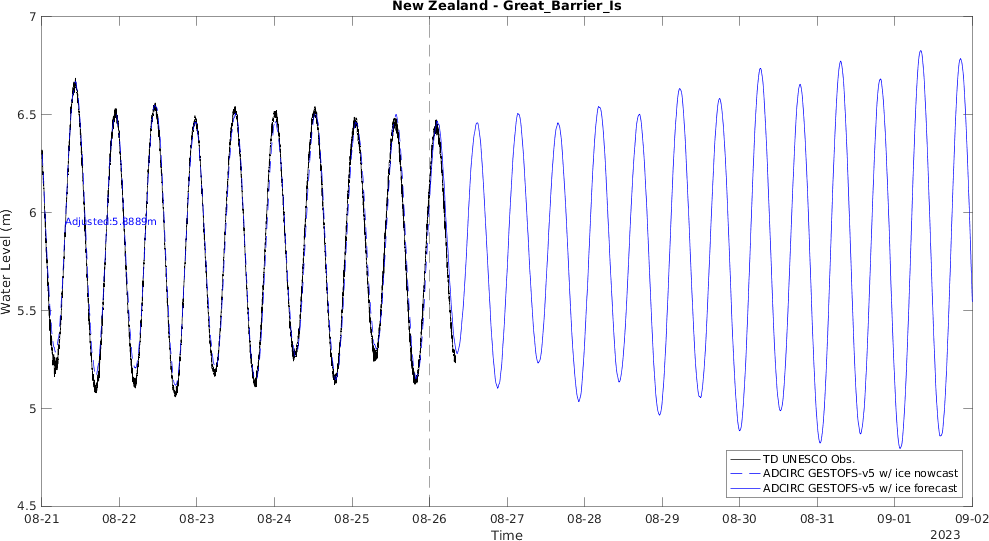 New Zealand - Great_Barrier_Is
7
6.5
6
5.5
5
4.5
Water Level (m)
Adjusted:5.8889m
TD UNESCO Obs.
ADCIRC GESTOFS-v5 w/ ice nowcast
ADCIRC GESTOFS-v5 w/ ice forecast
08-21 08-22 08-23 08-24 08-25 08-26 08-27 08-28 08-29 08-30 08-31 09-01 09-02
Time
2023